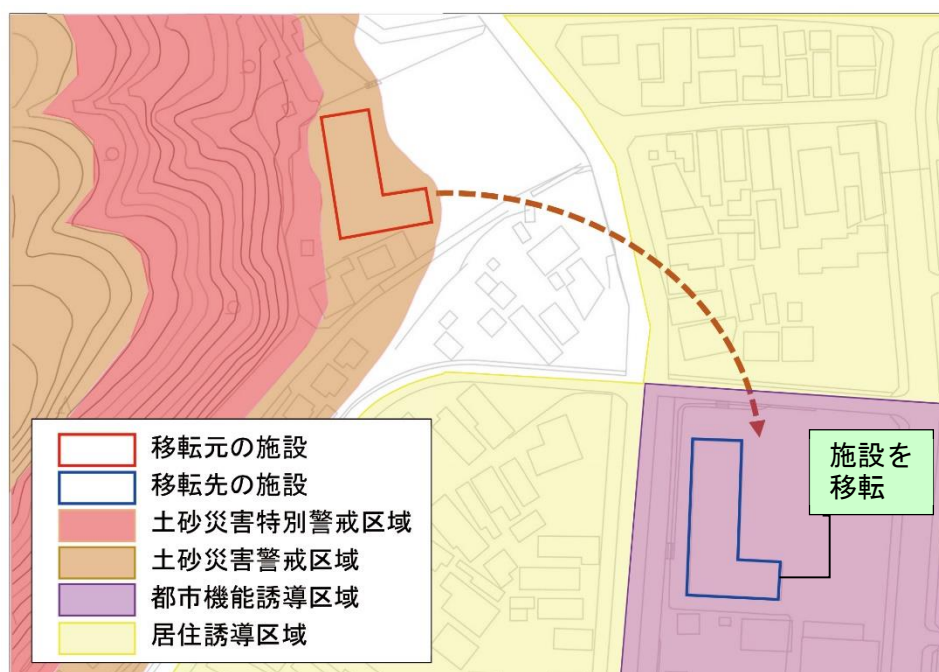 施設を
移転
移転元の施設
移転先の施設
土砂災害特別警戒区域
土砂災害警戒区域
都市機能誘導区域
居住誘導区域